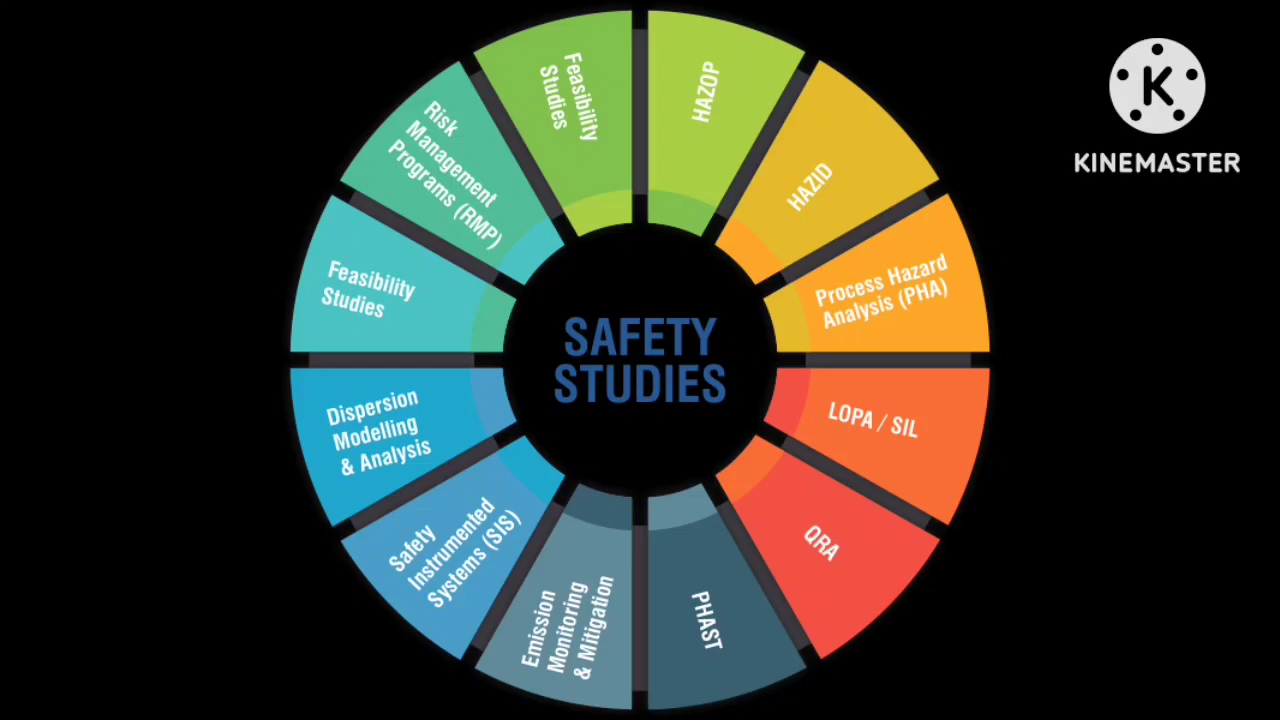 HAZOP
HAZID
Process Hazard
Analysis (PHA)
LOPA / SIL
QRA
PHAST
Emission
Monitoring
& Mitigation
Safety
Instrumented
Systems (SIS)
Dispersion
Modelling
& Analysis
Feasibility
Studies
Risk
Management
Programs (RMP)
Feasibility
Studies
SAFETY
STUDIES
K
KINEMASTER